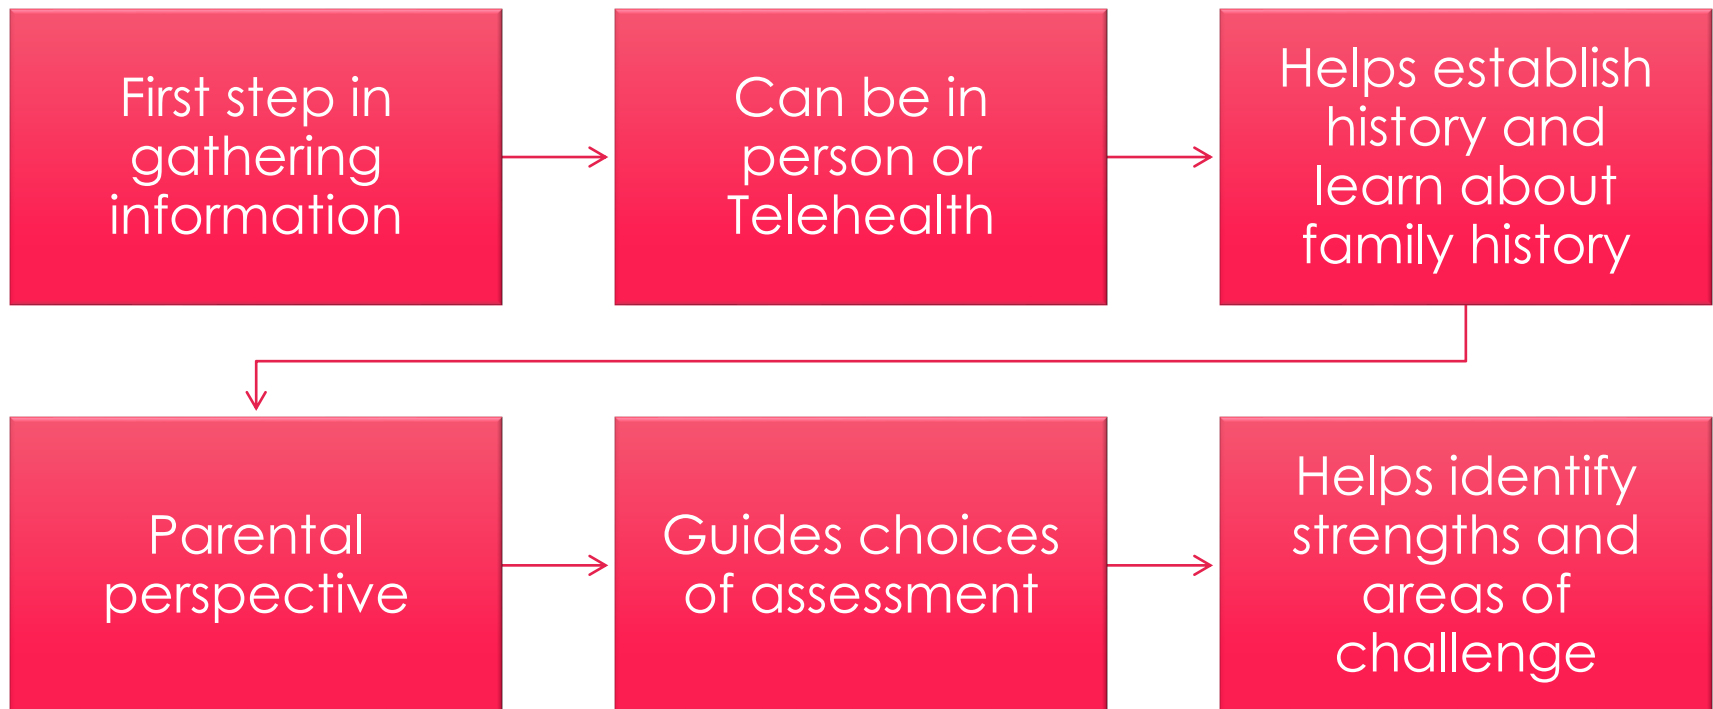 First step in
gathering
information
Can be in
person or
Telehealth
Helps establish
history and
learn about
family history
Parental
perspective
Guides choices
of assessment
Helps identify
strengths and
areas of
challenge